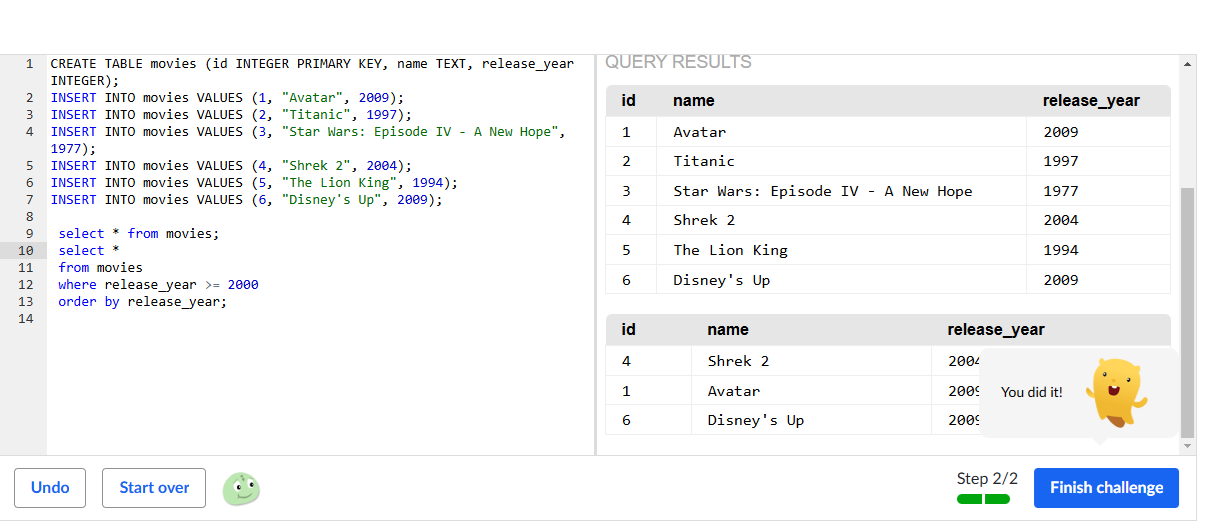 1 CREATE TABLE movies (id INTEGER PRIMARY KEY, name TEXT, release_year
INTEGER);
2 INSERT INTO movies VALUES (1, "Avatar", 2009);
3 INSERT INTO movies VALUES (2, "Titanic", 1997);
4 INSERT INTO movies VALUES (3, "Star Wars: Episode IV - A New Hope",
1977);
5 INSERT INTO movies VALUES (4, "Shrek 2", 2004);
6 INSERT INTO movies VALUES (5, "The Lion King", 1994);
7 INSERT INTO movies VALUES (6, "Disney's Up", 2009);
8
9 select * from movies;
10 select *
11 from movies
12 where release_year >= 2000
13 order by release_year;
14
QUERY RESULTS
id name release_year
1 Avatar 2009
2 Titanic 1997
3 Star Wars: Episode IV - A New Hope 1977
4 Shrek 2 2004
5 The Lion King 1994
6 Disney's Up 2009
id name release_year
4 Shrek 2 2004
1 Avatar 2009
6 Disney's Up 2009
You did it!
Undo
Start over
Step 2/2
Finish challenge